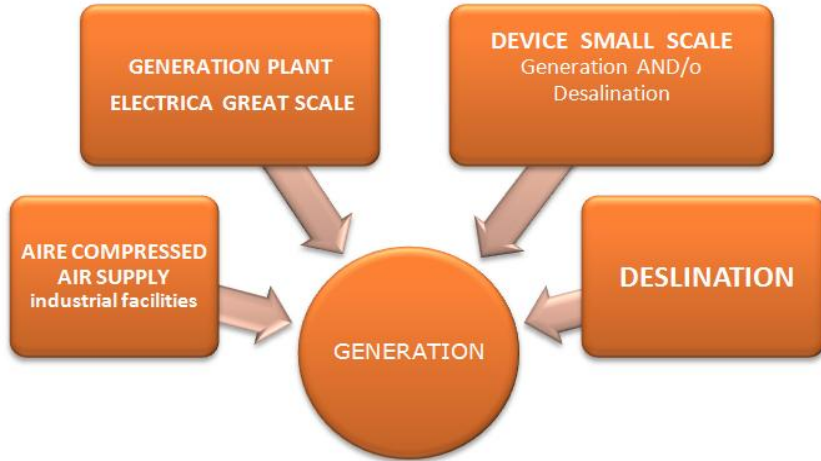 GENERATION PLANT
ELECTRICA GREAT SCALE
DEVICE SMALL SCALE
Generation AND/o
Desalination
AIRE COMPRESSED
AIR SUPPLY
industrial facilities
DESLINATION
GENERATION